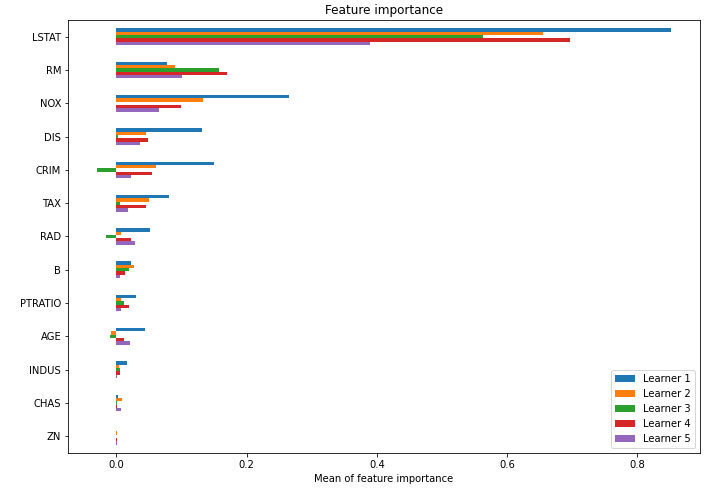 Feature importance
LSTAT
RM
NOX
DIS
CRIM
TAX
RAD
B
PTRATIO
AGE
INDUS
CHAS
ZN
Learner 1
Learner 2
Learner 3
Learner 4
Learner 5
0.0 0.2 0.4 0.6 0.8
Mean of feature importance